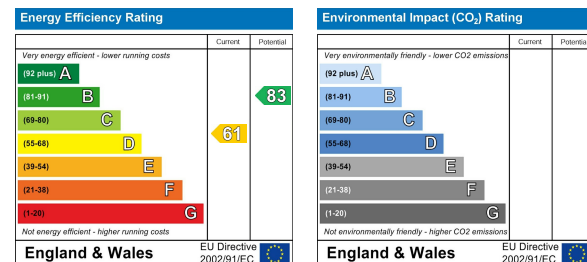 Energy Efficiency Rating
Current Potential
Very energy efficient - lower running costs
(92 plus) A
(81-91) B
83
(69-80) C
(55-68) D
61
(39-54) E
(21-38) F
(1-20) G
Not energy efficient - higher running costs
England & Wales
EU Directive
2002/91/EC
Environmental Impact (CO₂) Rating
Current Potential
Very environmentally friendly - lower CO2 emissions
(92 plus) A
(81-91) B
(69-80) C
(55-68) D
(39-54) E
(21-38) F
(1-20) G
Not environmentally friendly - higher CO2 emissions
England & Wales
EU Directive
2002/91/EC